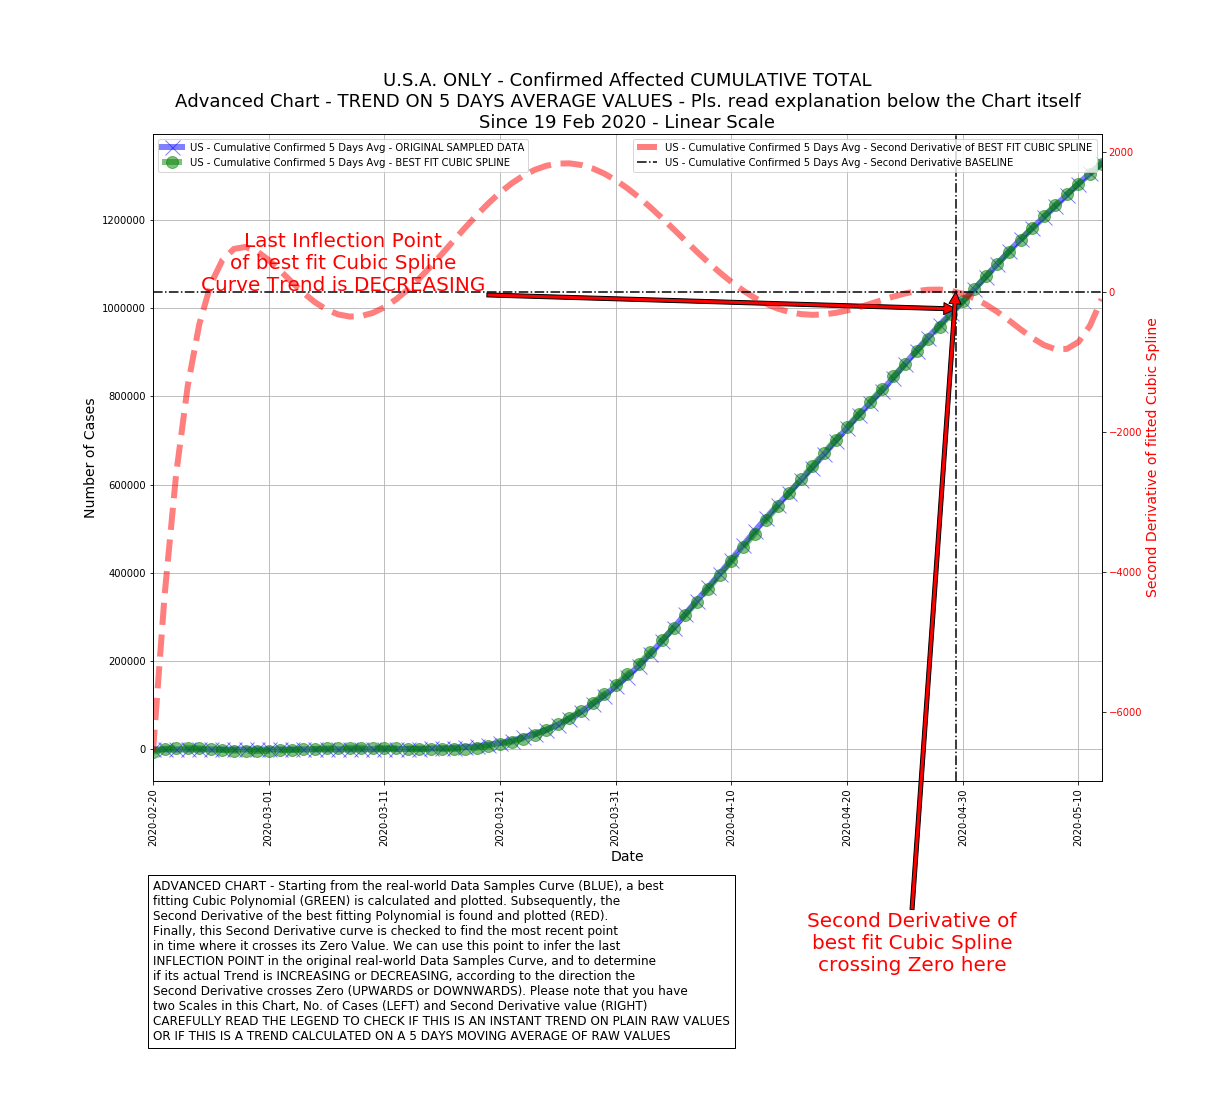 U.S.A. ONLY - Confirmed Affected CUMULATIVE TOTAL
Advanced Chart - TREND ON 5 DAYS AVERAGE VALUES - Pls. read explanation below the Chart itself
Since 19 Feb 2020 - Linear Scale
US - Cumulative Confirmed 5 Days Avg - ORIGINAL SAMPLED DATA
US - Cumulative Confirmed 5 Days Avg - BEST FIT CUBIC SPLINE
US - Cumulative Confirmed 5 Days Avg - Second Derivative of BEST FIT CUBIC SPLINE
US - Cumulative Confirmed 5 Days Avg - Second Derivative BASELINE
Last Inflection Point
of best fit Cubic Spline
Curve Trend is DECREASING
Number of Cases
1200000
1000000
800000
600000
400000
200000
0
2000
0
−2000
−4000
−6000
Second Derivative of fitted Cubic Spline
2020-02-20
2020-03-01
2020-03-11
2020-03-21
2020-03-31
2020-04-10
2020-04-20
2020-04-30
2020-05-10
Date
ADVANCED CHART - Starting from the real-world Data Samples Curve (BLUE), a best
fitting Cubic Polynomial (GREEN) is calculated and plotted. Subsequently, the
Second Derivative of the best fitting Polynomial is found and plotted (RED).
Finally, this Second Derivative curve is checked to find the most recent point
in time where it crosses its Zero Value. We can use this point to infer the last
INFLECTION POINT in the original real-world Data Samples Curve, and to determine
if its actual Trend is INCREASING or DECREASING, according to the direction the
Second Derivative crosses Zero (UPWARDS or DOWNWARDS). Please note that you have
two Scales in this Chart, No. of Cases (LEFT) and Second Derivative value (RIGHT)
CAREFULLY READ THE LEGEND TO CHECK IF THIS IS AN INSTANT TREND ON PLAIN RAW VALUES
OR IF THIS IS A TREND CALCULATED ON A 5 DAYS MOVING AVERAGE OF RAW VALUES
Second Derivative of
best fit Cubic Spline
crossing Zero here